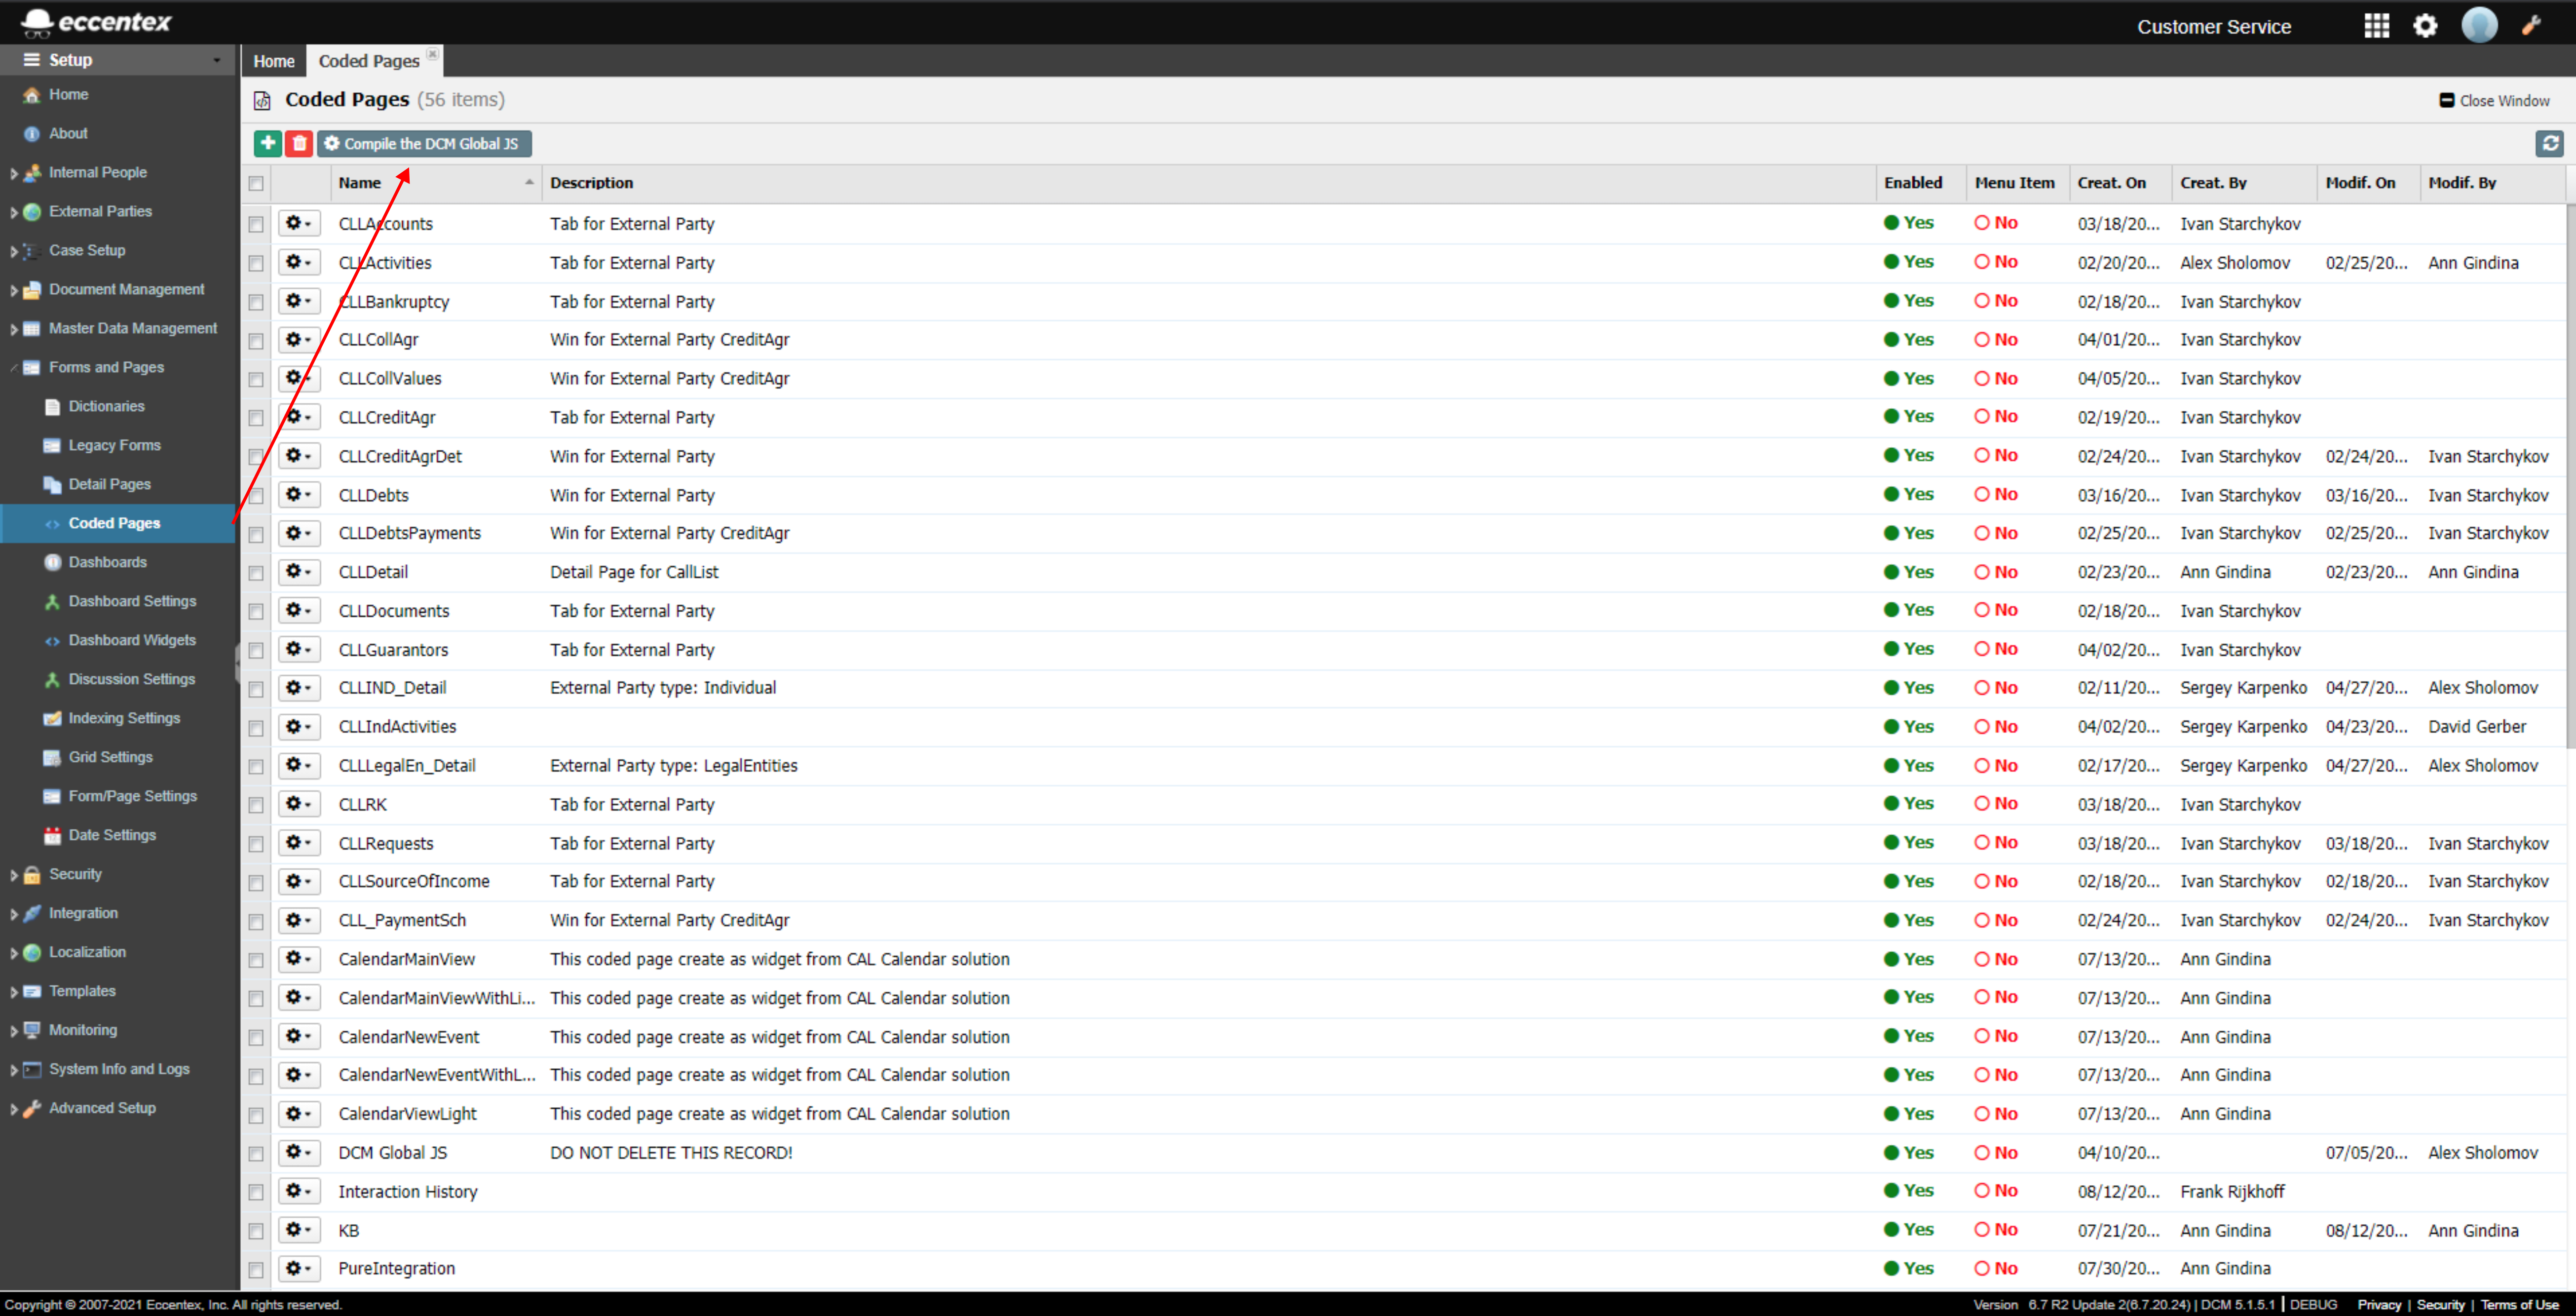 eccentex
Customer Service
Setup
Home
About
Internal People
External Parties
Case Setup
Document Management
Master Data Management
Forms and Pages
Dictionaries
Legacy Forms
Detail Pages
Coded Pages
Dashboards
Dashboard Settings
Dashboard Widgets
Discussion Settings
Indexing Settings
Grid Settings
Form/Page Settings
Date Settings
Security
Integration
Localization
Templates
Monitoring
System Info and Logs
Advanced Setup
Home Coded Pages
Coded Pages (56 items) Close Window
Compile the DCM Global JS
Name Description Enabled Menu Item Creat. On Creat. By Modif. On Modif. By
CLLAccounts Tab for External Party Yes No 03/18/20... Ivan Starchykov
CLLActivities Tab for External Party Yes No 02/20/20... Alex Sholomov 02/25/20... Ann Gindina
CLLBankruptcy Tab for External Party Yes No 02/18/20... Ivan Starchykov
CLLCollAgr Win for External Party CreditAgr Yes No 04/01/20... Ivan Starchykov
CLLCollValues Win for External Party CreditAgr Yes No 04/05/20... Ivan Starchykov
CLLCreditAgr Tab for External Party Yes No 02/19/20... Ivan Starchykov
CLLCreditAgrDet Win for External Party Yes No 02/24/20... Ivan Starchykov 02/24/20... Ivan Starchykov
CLLDebts Win for External Party Yes No 03/16/20... Ivan Starchykov 03/16/20... Ivan Starchykov
CLLDebtsPayments Win for External Party CreditAgr Yes No 02/25/20... Ivan Starchykov 02/25/20... Ivan Starchykov
CLLDetail Detail Page for CallList Yes No 02/23/20... Ann Gindina 02/23/20... Ann Gindina
CLLDocuments Tab for External Party Yes No 02/18/20... Ivan Starchykov
CLLGuarantors Tab for External Party Yes No 04/02/20... Ivan Starchykov
CLLIND_Detail External Party type: Individual Yes No 02/11/20... Sergey Karpenko 04/27/20... Alex Sholomov
CLLIndActivities Yes No 04/02/20... Sergey Karpenko 04/23/20... David Gerber
CLLLegalEn_Detail External Party type: LegalEntities Yes No 02/17/20... Sergey Karpenko 04/27/20... Alex Sholomov
CLLRK Tab for External Party Yes No 03/18/20... Ivan Starchykov
CLLRequests Tab for External Party Yes No 03/18/20... Ivan Starchykov 03/18/20... Ivan Starchykov
CLLSourceOfIncome Tab for External Party Yes No 02/18/20... Ivan Starchykov 02/18/20... Ivan Starchykov
CLL_PaymentSch Win for External Party CreditAgr Yes No 02/24/20... Ivan Starchykov 02/24/20... Ivan Starchykov
CalendarMainView This coded page create as widget from CAL Calendar solution Yes No 07/13/20... Ann Gindina
CalendarMainViewWithLi... This coded page create as widget from CAL Calendar solution Yes No 07/13/20... Ann Gindina
CalendarNewEvent This coded page create as widget from CAL Calendar solution Yes No 07/13/20... Ann Gindina
CalendarNewEventWithL... This coded page create as widget from CAL Calendar solution Yes No 07/13/20... Ann Gindina
CalendarViewLight This coded page create as widget from CAL Calendar solution Yes No 07/13/20... Ann Gindina
DCM Global JS DO NOT DELETE THIS RECORD! Yes No 04/10/20... 07/05/20... Alex Sholomov
Interaction History Yes No 08/12/20... Frank Rijkhoff
KB Yes No 07/21/20... Ann Gindina 08/12/20... Ann Gindina
PureIntegration Yes No 07/30/20... Ann Gindina
Copyright © 2007-2021 Eccentex, Inc. All rights reserved. Version 6.7 R2 Update 2(6.7.20.24) | DCM 5.1.5.1 | DEBUG Privacy | Security | Terms of Use